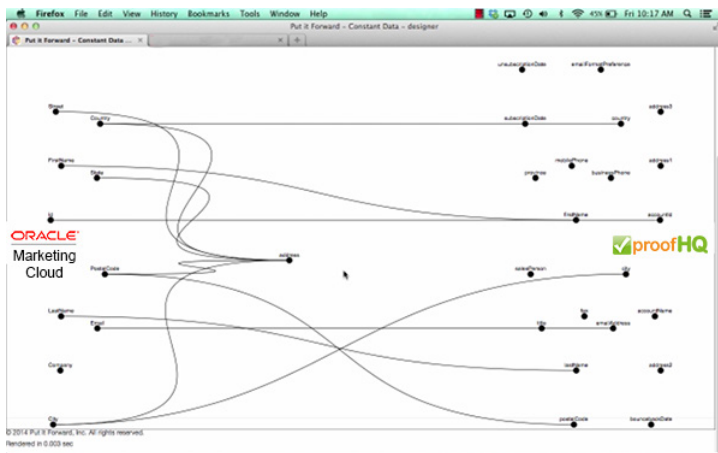 Firefox File Edit View History Bookmarks Tools Window Help 45% Fri 10:17 AM
Put it Forward - Constant Data - designer
Put it Forward - Constant Data ...
unsubscriptionDate emailFormatPreference
Street address3
Country subscriptionDate country
FirstName mobilePhone address1
State province businessPhone
Id firstName accountId
ORACLE
Marketing
Cloud
proofHQ
address
PostalCode salesPerson city
LastName fax accountName
Email title emailAddress
Company lastName address2
City postalCode bouncebackDate
© 2014 Put it Forward, Inc. All rights reserved.
Rendered in 0.003 sec